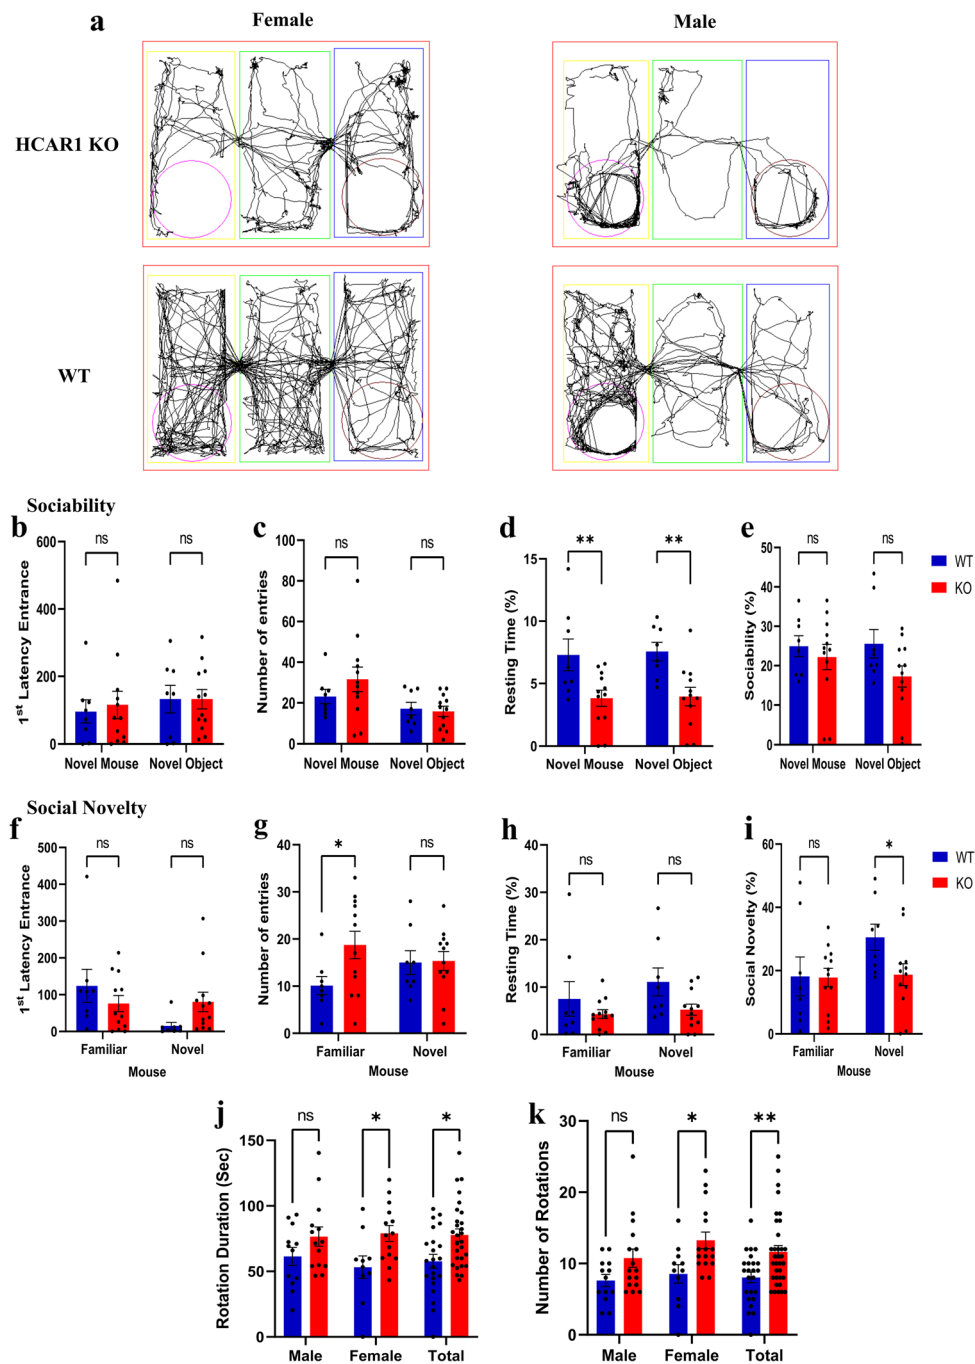 a
Female
Male
HCAR1 KO
WT
Sociability
b
1st Latency Entrance
600
400
200
0
ns
ns
Novel Mouse
Novel Object
c
Number of entries
100
80
60
40
20
0
ns
ns
Novel Mouse
Novel Object
d
Resting Time (%)
15
10
5
0
**
**
Novel Mouse
Novel Object
e
Sociability (%)
50
40
30
20
10
0
ns
ns
Novel Mouse
Novel Object
WT
KO
Social Novelty
f
1st Latency Entrance
500
400
300
200
100
0
ns
ns
Familiar
Novel
Mouse
g
Number of entries
40
30
20
10
0
*
ns
Familiar
Novel
Mouse
h
Resting Time (%)
40
30
20
10
0
ns
ns
Familiar
Novel
Mouse
i
Social Novelty (%)
60
40
20
0
ns
*
Familiar
Novel
Mouse
WT
KO
j
Rotation Duration (Sec)
150
100
50
0
ns
*
*
Male
Female
Total
k
Number of Rotations
30
20
10
0
ns
*
**
Male
Female
Total